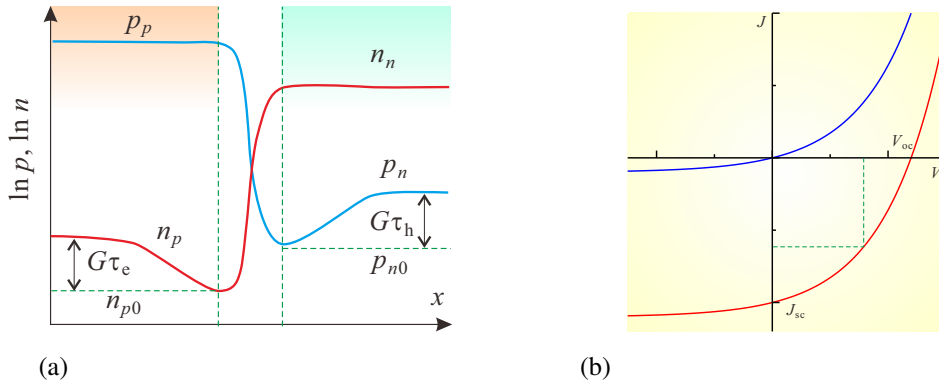 p_p
n_n
ln p, ln n
p_n
n_p
Gτ_h
Gτ_e
p_n0
n_p0
x
(a)
J
V_oc
V
J_sc
(b)